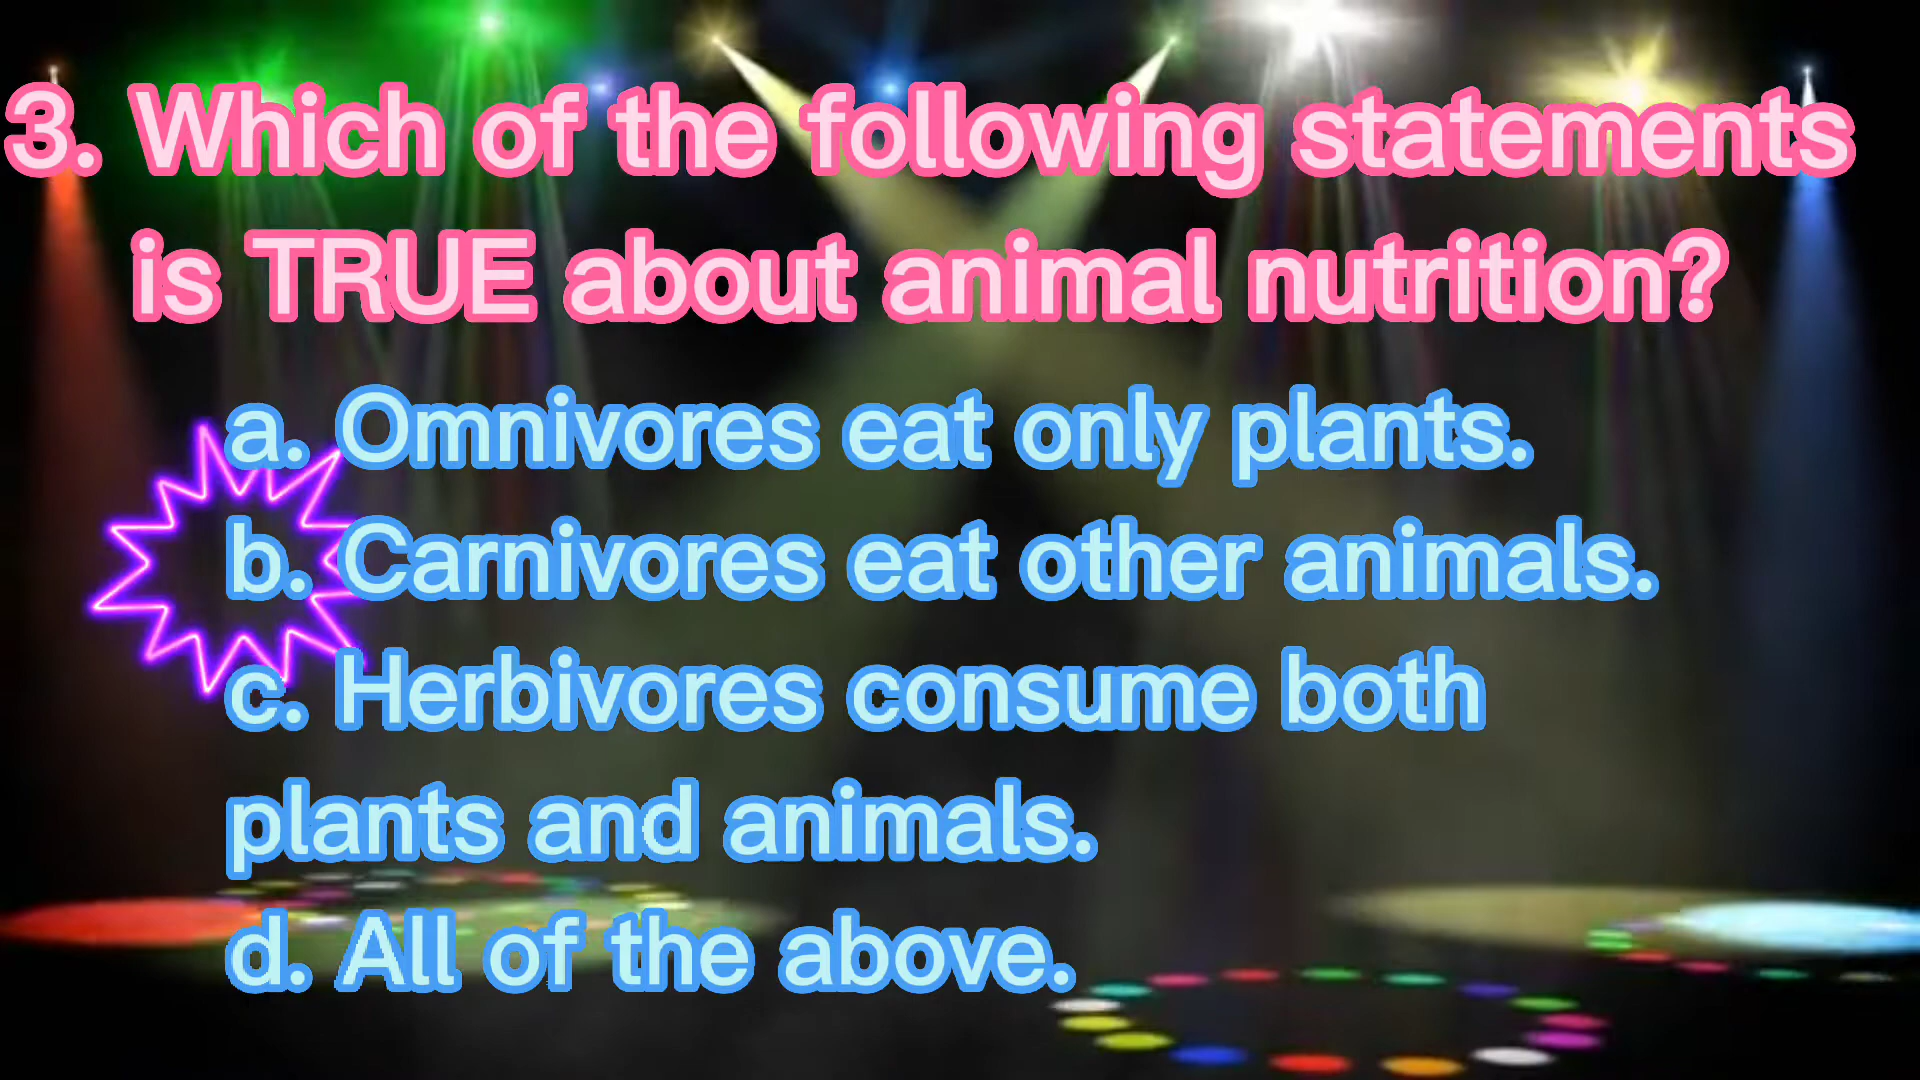 3. Which of the following statements
is TRUE about animal nutrition?
a. Omnivores eat only plants.
b. Carnivores eat other animals.
c. Herbivores consume both
plants and animals.
d. All of the above.